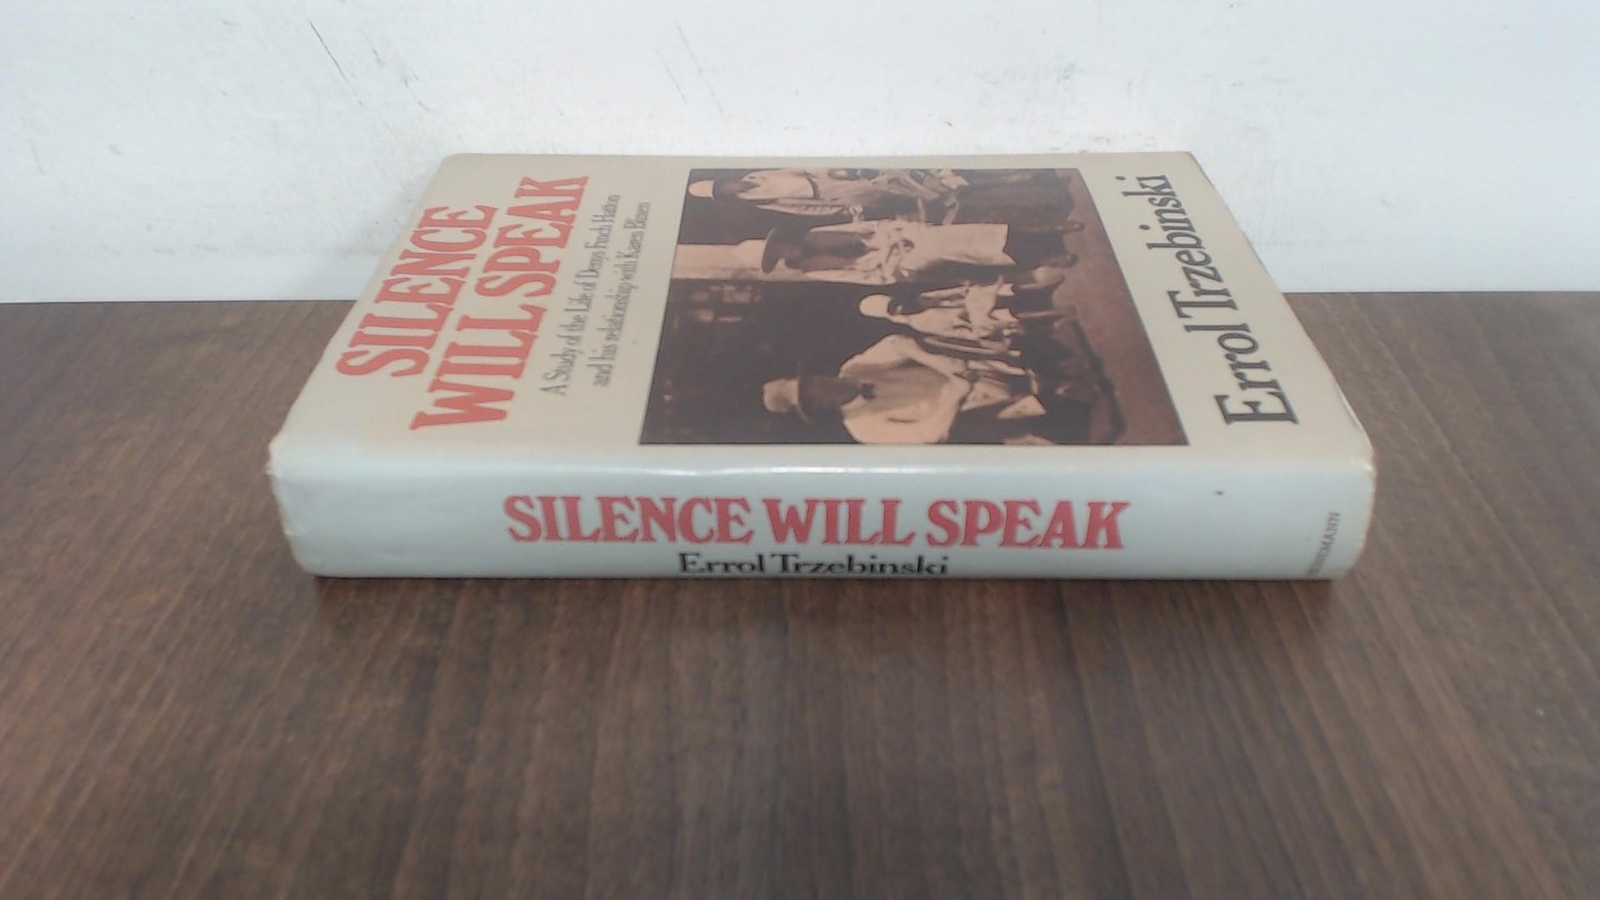 SILENCE
WILL SPEAK
A Study of the Life of Denys Finch Hatton
and his relationship with Karen Blixen
Errol Trzebinski
SILENCE WILL SPEAK
Errol Trzebinski